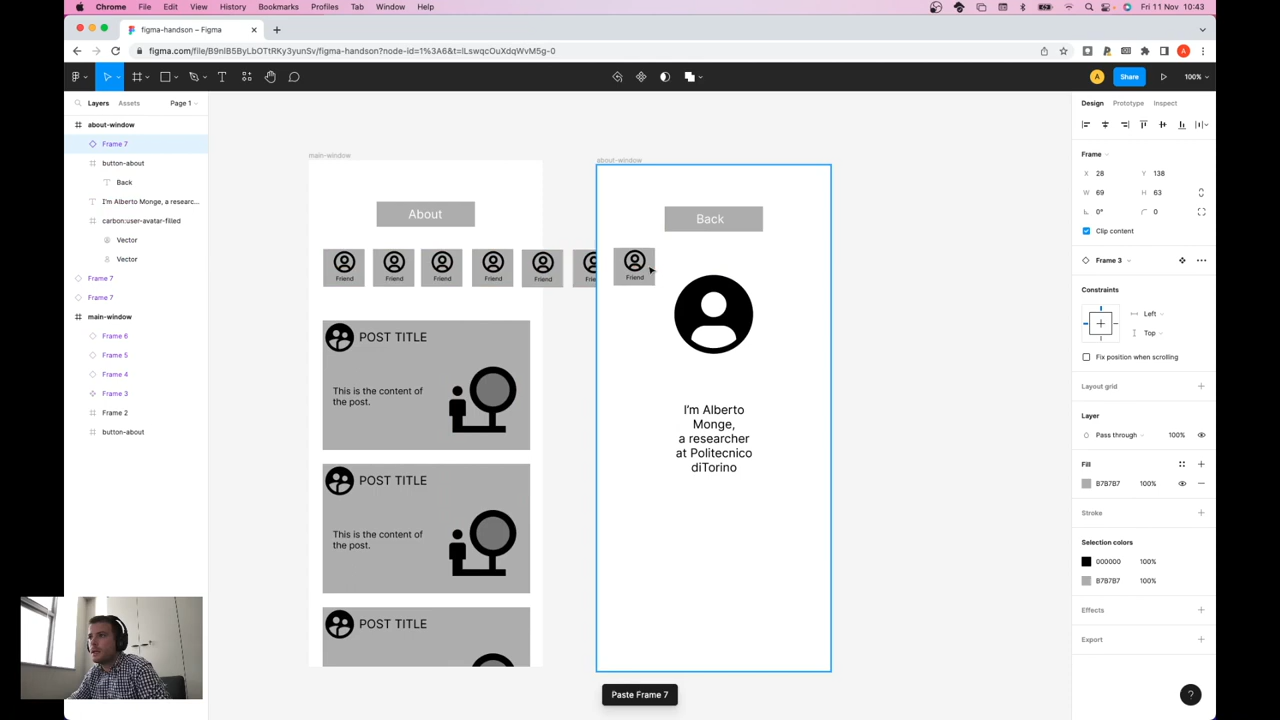 Chrome File Edit View History Bookmarks Profiles Tab Window Help
Fri 11 Nov 10:43
figma-handson – Figma
figma.com/file/B9nlB5ByLbOTtRKy3yunSv/figma-handson?node-id=1%3A6&t=lLswqcOuXdqWvM5g-0
A Share 100%
Layers Assets Page 1
about-window
Frame 7
button-about
Back
I'm Alberto Monge, a researc...
carbon:user-avatar-filled
Vector
Vector
Frame 7
Frame 7
main-window
Frame 6
Frame 5
Frame 4
Frame 3
Frame 2
button-about
main-window
About
Friend Friend Friend Friend Friend
POST TITLE
This is the content of
the post.
POST TITLE
This is the content of
the post.
POST TITLE
about-window
Back
Friend
I'm Alberto
Monge,
a researcher
at Politecnico
diTorino
Paste Frame 7
Design Prototype Inspect
Frame
X 28 Y 138
W 69 H 63
0° 0
Clip content
Frame 3
Constraints
Left
Top
Fix position when scrolling
Layout grid
Layer
Pass through 100%
Fill
B7B7B7 100%
Stroke
Selection colors
000000 100%
B7B7B7 100%
Effects
Export
?